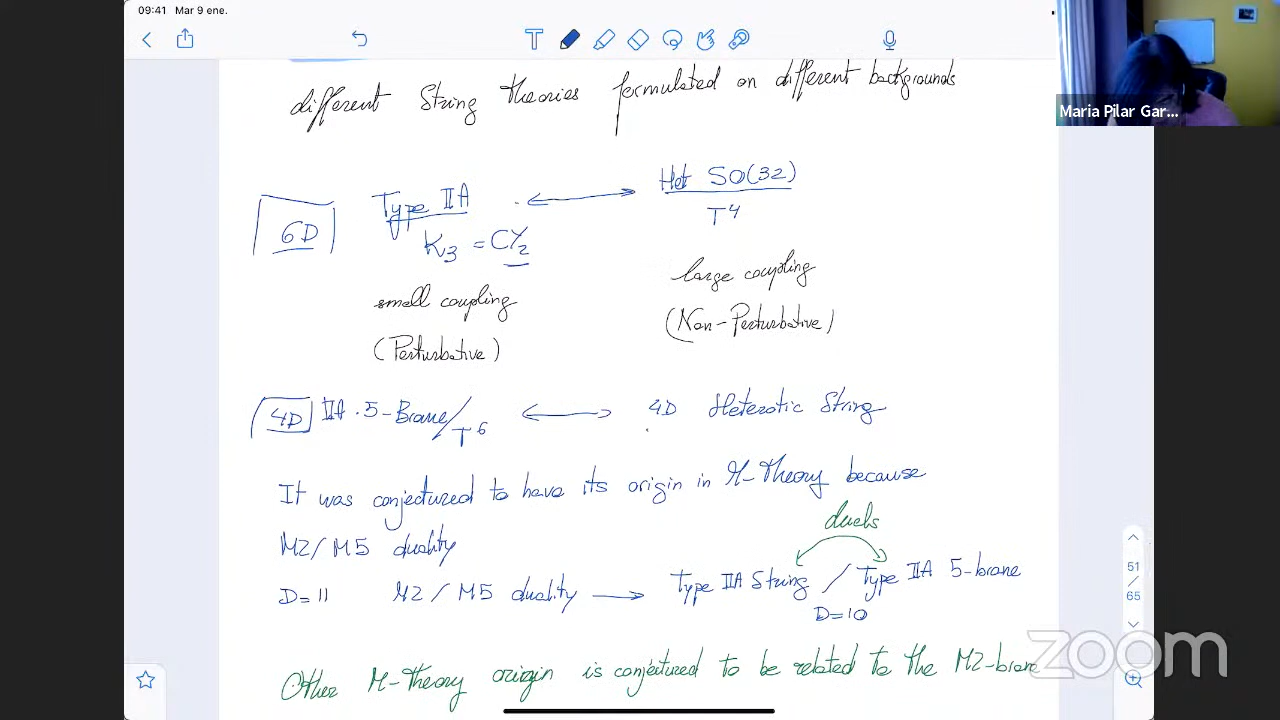 09:41 Mar 9 ene.
Maria Pilar Gar...
different String theories formulated on different backgrounds
6D Type IIA ⟷ Het SO(32)
K3 = CY2 T4
small coupling large coupling
(Perturbative) (Non-Perturbative)
4D IIA 5-Brane/T6 ⟷ 4D Heterotic String
It was conjectured to have its origin in M-Theory because
M2/M5 duality
duals
D=11 M2/M5 duality → Type IIA String / Type IIA 5-brane
D=10
Other M-Theory origin is conjectured to be related to the M2-brane
51
/
65
zoom